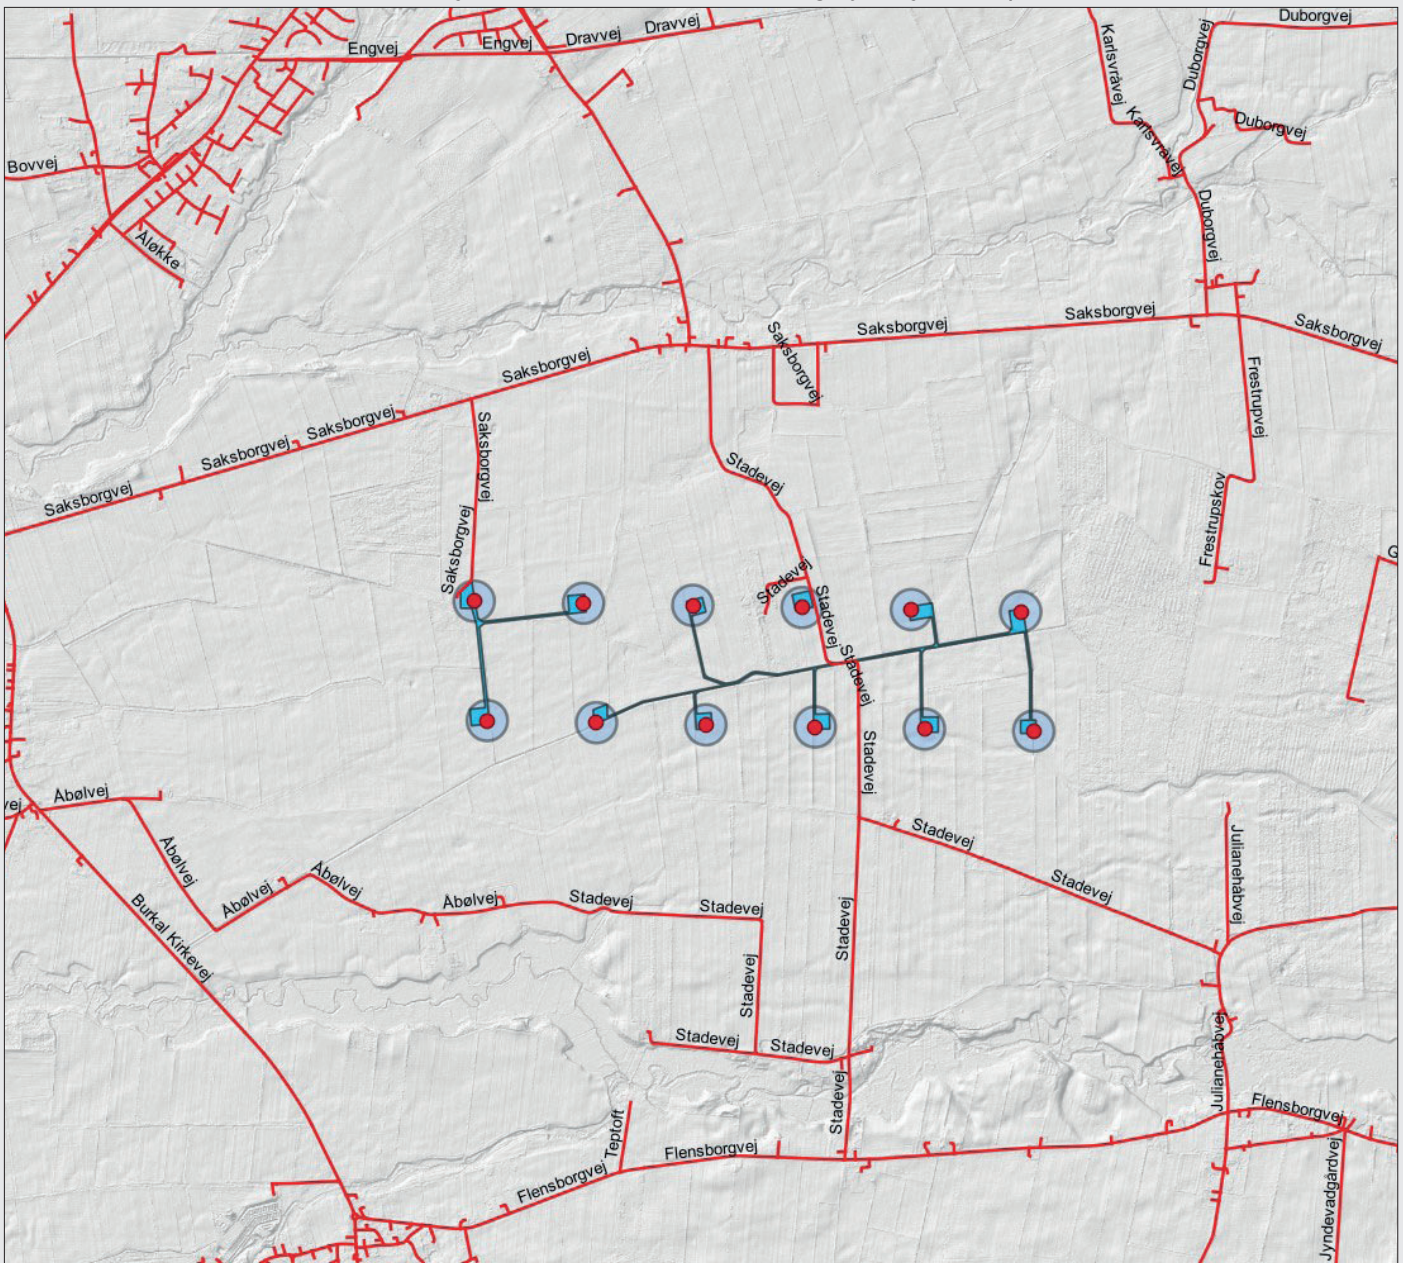 Duborgvej
Dravvej
Dravvej
Engvej
Engvej
Karlsvråvej
Duborgvej
Karlsvråvej
Duborgvej
Bovvej
Duborgvej
Åløkke
Saksborgvej
Saksborgvej
Saksborgvej
Saksborgvej
Saksborgvej
Saksborgvej
Saksborgvej
Saksborgvej
Saksborgvej
Frestrupvej
Stadevej
Saksborgvej
Frestrupskov
Saksborgvej
G
Stadevej
Stadevej
Stadevej
Stadevej
Åbølvej
vej
Stadevej
Julianehåbvej
Åbølvej
Åbølvej
Åbølvej
Åbølvej
Stadevej
Stadevej
Stadevej
Stadevej
Burkal Kirkevej
Stadevej
Stadevej
Stadevej
Julianehåbvej
Stadevej
Flensborgvej
Teptoft
Flensborgvej
Flensborgvej
Jyndevadgårdvej